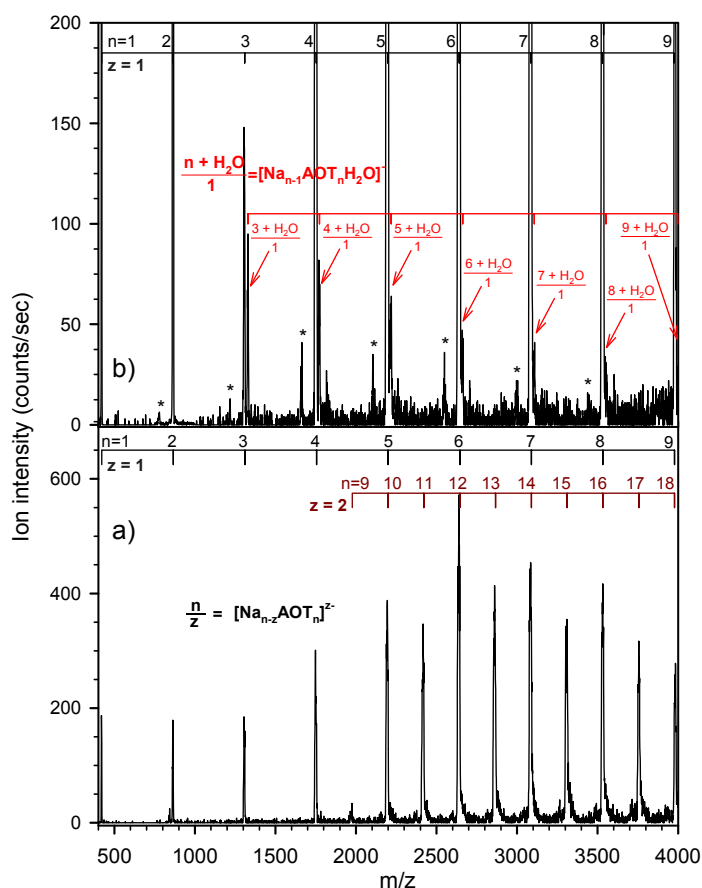 200
150
100
50
0
n=1 2 3 4 5 6 7 8 9
z = 1
n + H₂O
1
=[Naₙ₋₁AOTₙH₂O]⁻
3 + H₂O
1
4 + H₂O
1
5 + H₂O
1
6 + H₂O
1
7 + H₂O
1
8 + H₂O
1
9 + H₂O
1
* * * * * * *
b)
Ion intensity (counts/sec)
n=1 2 3 4 5 6 7 8 9
z = 1
n=9 10 11 12 13 14 15 16 17 18
z = 2
a)
n
z
= [Naₙ₋zAOTₙ]ᶻ⁻
600
400
200
0
500 1000 1500 2000 2500 3000 3500 4000
m/z